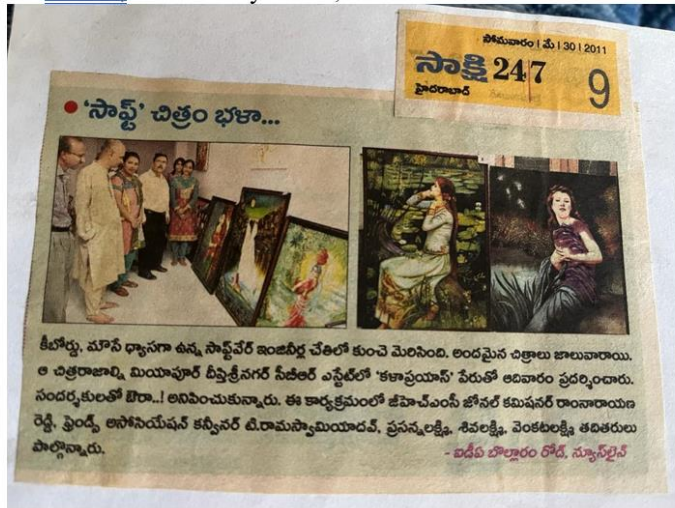 సోమవారం । మే । 30 । 2011
సాక్షి 247
హైదరాబాద్
9
• 'సాఫ్ట్' చిత్రం భళా...
కీబోర్డు, మౌసే ధ్యాసగా ఉన్న సాఫ్ట్‌వేర్ ఇంజినీర్ల చేతిలో కుంచె మెరిసింది. అందమైన చిత్రాలు జాలువారాయి.
ఆ చిత్రరాజాల్ని మియాపూర్ దీప్తిశ్రీనగర్ సీబీఆర్ ఎస్టేట్‌లో 'కళాప్రయాస్' పేరుతో ఆదివారం ప్రదర్శించారు.
సందర్శకులతో ఔరా..! అనిపించుకున్నారు. ఈ కార్యక్రమంలో జీహెచ్ఎంసీ జోనల్ కమిషనర్ రాంనారాయణ
రెడ్డి, ఫ్రెండ్స్ అసోసియేషన్ కన్వీనర్ టి.రామస్వామియాదవ్, ప్రసన్నలక్ష్మి, శివలక్ష్మి, వెంకటలక్ష్మి తదితరులు
పాల్గొన్నారు.
- ఐడీఏ బొల్లారం రోడ్, న్యూస్‌లైన్